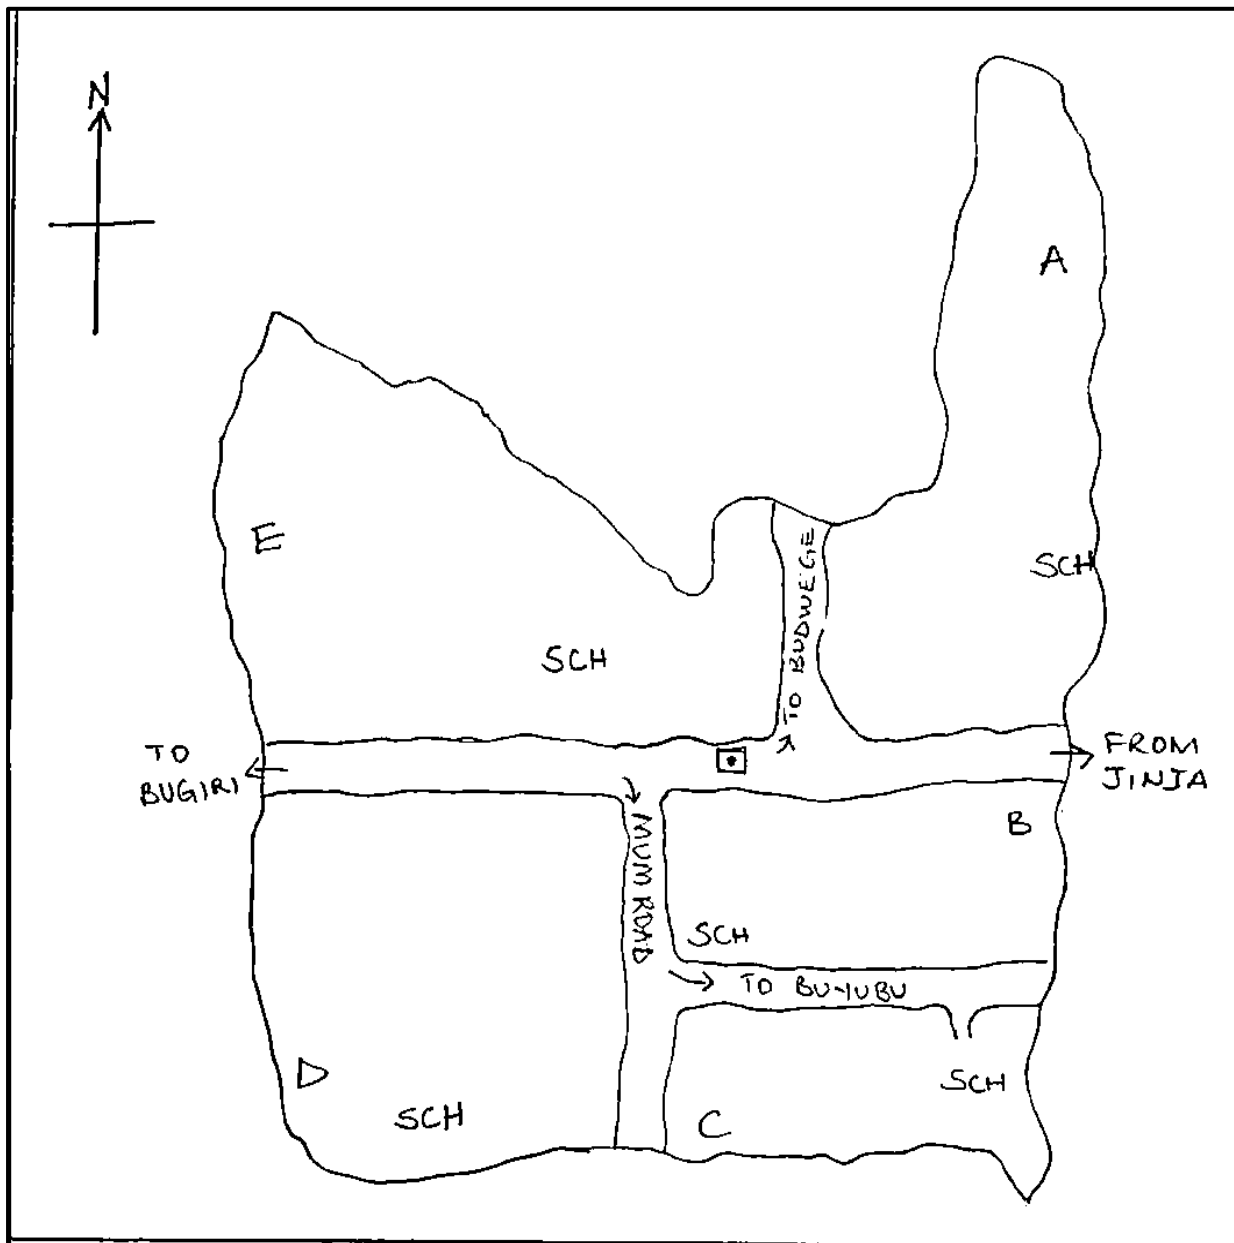 N
A
E
SCH
SCH
TO BUDWEGE
TO
BUGIRI
FROM
JINJA
B
MUM ROAD
SCH
TO BUYUBU
D
SCH
SCH
C